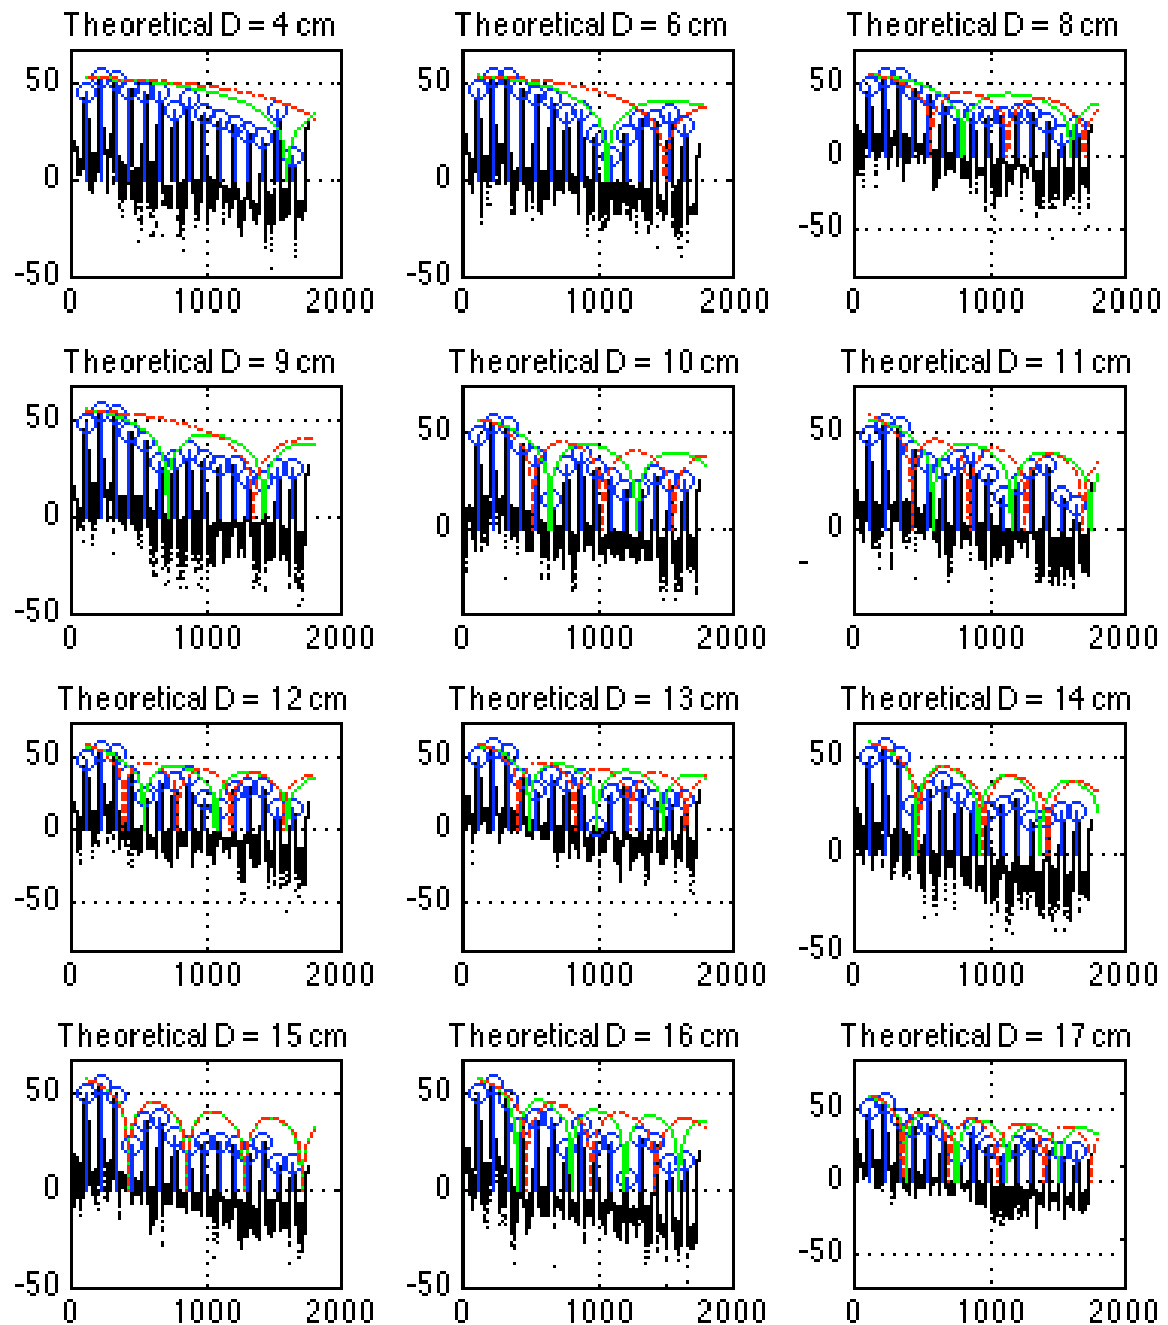 Theoretical D = 4 cm
Theoretical D = 6 cm
Theoretical D = 8 cm
50
0
-50
0 1000 2000
50
0
-50
0 1000 2000
50
0
-50
0 1000 2000
Theoretical D = 9 cm
Theoretical D = 10 cm
Theoretical D = 11 cm
50
0
-50
0 1000 2000
50
0
0 1000 2000
50
0
-
0 1000 2000
Theoretical D = 12 cm
Theoretical D = 13 cm
Theoretical D = 14 cm
50
0
-50
0 1000 2000
50
0
-50
0 1000 2000
50
0
-50
0 1000 2000
Theoretical D = 15 cm
Theoretical D = 16 cm
Theoretical D = 17 cm
50
0
-50
0 1000 2000
50
0
-50
0 1000 2000
50
0
-50
0 1000 2000